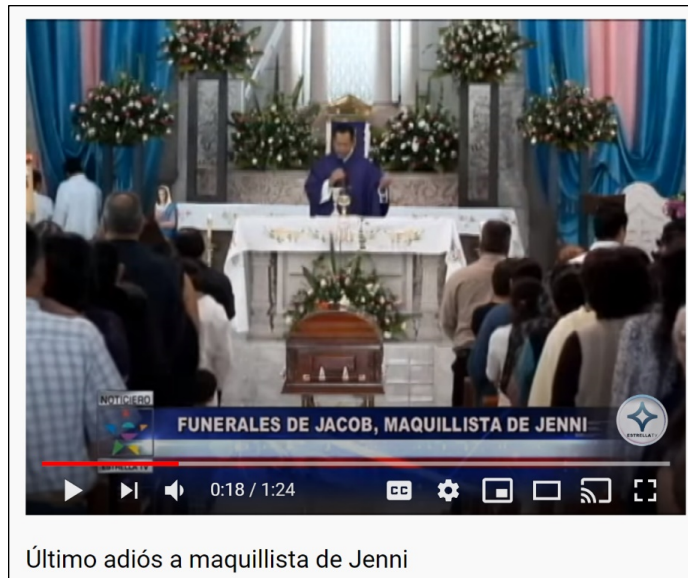 NOTICIERO
FUNERALES DE JACOB, MAQUILLISTA DE JENNI
ESTRELLATV
ESTRELLA TV
0:18 / 1:24
CC
Último adiós a maquillista de Jenni